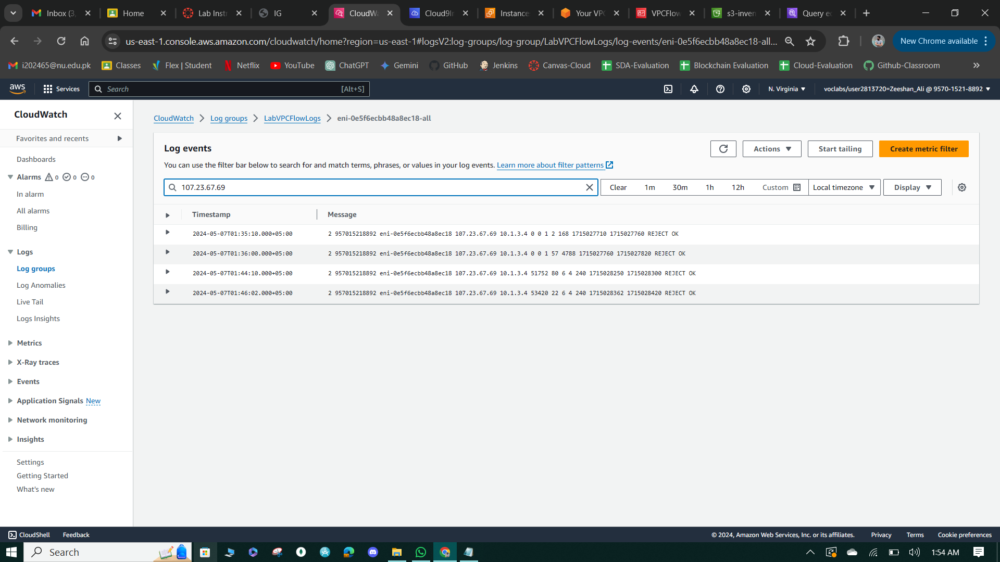 Inbox (3,
Home
Lab Instr
IG
CloudWa
Cloud9In
Instance
Your VPC
VPCFlow
s3-inven
Query e
us-east-1.console.aws.amazon.com/cloudwatch/home?region=us-east-1#logsV2:log-groups/log-group/LabVPCFlowLogs/log-events/eni-0e5f6ecbb48a8ec18-all...
New Chrome available
i202465@nu.edu.pk
Classes
Flex | Student
Netflix
YouTube
ChatGPT
Gemini
GitHub
Jenkins
Canvas-Cloud
SDA-Evaluation
Blockchain Evaluation
Cloud-Evaluation
Github-Classroom
aws
Services
Search
[Alt+S]
N. Virginia
voclabs/user2813720=Zeeshan_Ali @ 9570-1521-8892
CloudWatch
Favorites and recents
Dashboards
Alarms 0 0 0
In alarm
All alarms
Billing
Logs
Log groups
Log Anomalies
Live Tail
Logs Insights
Metrics
X-Ray traces
Events
Application Signals New
Network monitoring
Insights
Settings
Getting Started
What's new
CloudWatch
Log groups
LabVPCFlowLogs
eni-0e5f6ecbb48a8ec18-all
Log events
Actions
Start tailing
Create metric filter
You can use the filter bar below to search for and match terms, phrases, or values in your log events. Learn more about filter patterns
107.23.67.69
Clear
1m
30m
1h
12h
Custom
Local timezone
Display
Timestamp
Message
2024-05-07T01:35:10.000+05:00 2 957015218892 eni-0e5f6ecbb48a8ec18 107.23.67.69 10.1.3.4 0 0 1 2 168 1715027710 1715027760 REJECT OK
2024-05-07T01:36:00.000+05:00 2 957015218892 eni-0e5f6ecbb48a8ec18 107.23.67.69 10.1.3.4 0 0 1 57 4788 1715027760 1715027820 REJECT OK
2024-05-07T01:44:10.000+05:00 2 957015218892 eni-0e5f6ecbb48a8ec18 107.23.67.69 10.1.3.4 51752 80 6 4 240 1715028250 1715028300 REJECT OK
2024-05-07T01:46:02.000+05:00 2 957015218892 eni-0e5f6ecbb48a8ec18 107.23.67.69 10.1.3.4 53420 22 6 4 240 1715028362 1715028420 REJECT OK
CloudShell
Feedback
© 2024, Amazon Web Services, Inc. or its affiliates.
Privacy
Terms
Cookie preferences
Search
1:54 AM